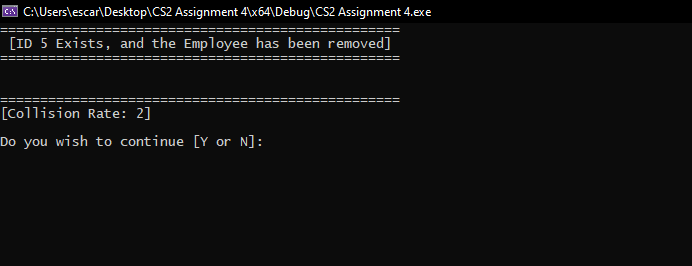 C:\Users\escar\Desktop\CS2 Assignment 4\x64\Debug\CS2 Assignment 4.exe
==================================================
[ID 5 Exists, and the Employee has been removed]
==================================================
==================================================
[Collision Rate: 2]
Do you wish to continue [Y or N]: